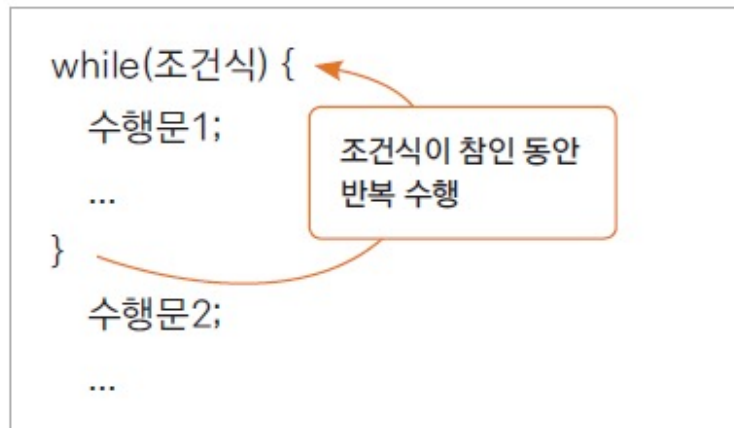 while(조건식) {
수행문1;
...
}
수행문2;
...
조건식이 참인 동안
반복 수행